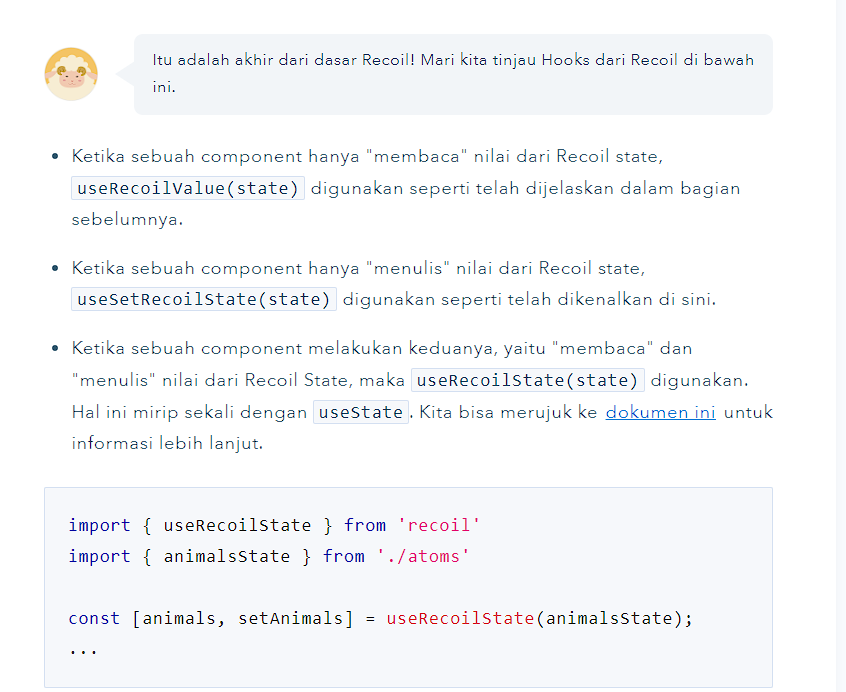 Itu adalah akhir dari dasar Recoil! Mari kita tinjau Hooks dari Recoil di bawah
ini.
• Ketika sebuah component hanya "membaca" nilai dari Recoil state,
useRecoilValue(state) digunakan seperti telah dijelaskan dalam bagian
sebelumnya.
• Ketika sebuah component hanya "menulis" nilai dari Recoil state,
useSetRecoilState(state) digunakan seperti telah dikenalkan di sini.
• Ketika sebuah component melakukan keduanya, yaitu "membaca" dan
"menulis" nilai dari Recoil State, maka useRecoilState(state) digunakan.
Hal ini mirip sekali dengan useState. Kita bisa merujuk ke dokumen ini untuk
informasi lebih lanjut.
import { useRecoilState } from 'recoil'
import { animalsState } from './atoms'
const [animals, setAnimals] = useRecoilState(animalsState);
...